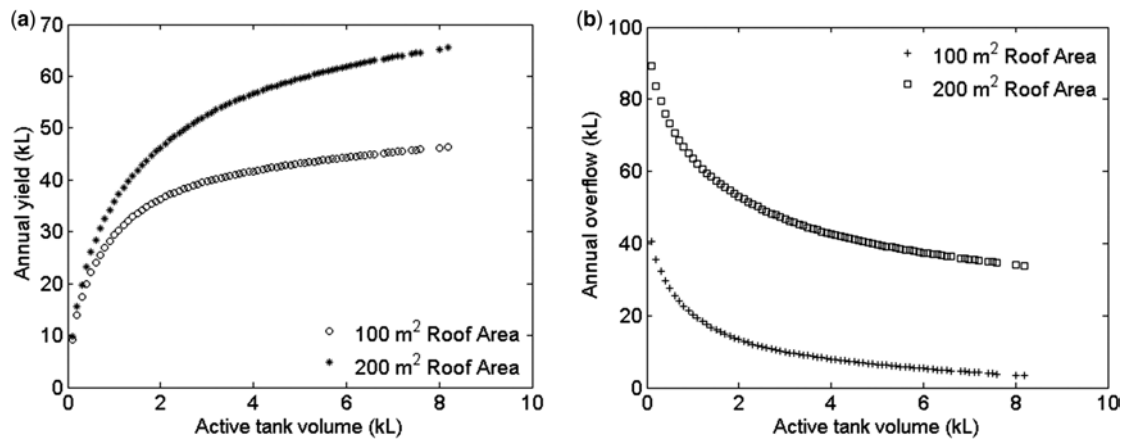 (a)
70
60
50
40
30
20
10
0
Annual yield (kL)
100 m² Roof Area
200 m² Roof Area
0 2 4 6 8 10
Active tank volume (kL)
(b)
100
80
60
40
20
0
Annual overflow (kL)
100 m² Roof Area
200 m² Roof Area
0 2 4 6 8 10
Active tank volume (kL)